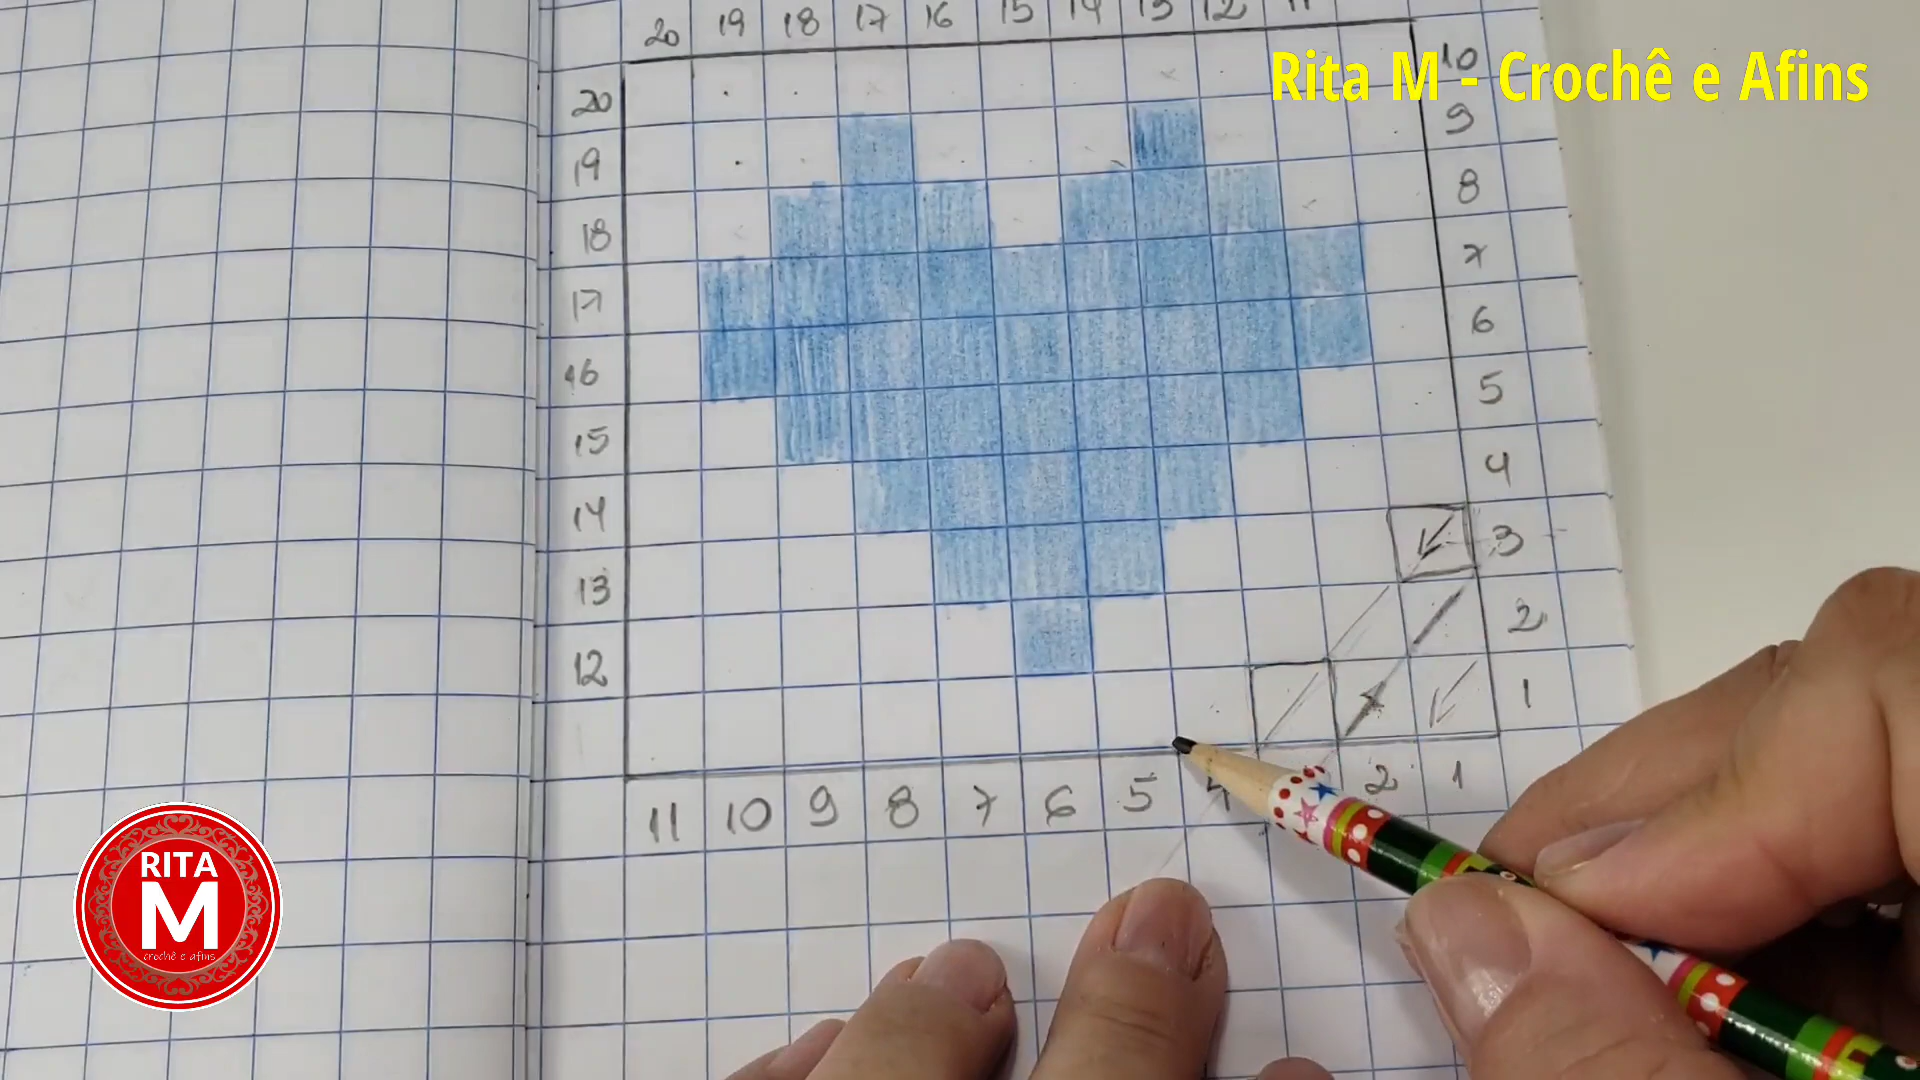 20 19 18 17 16 15 14 13 12 11
Rita M - Crochê e Afins
20 10
19 9
18 8
17 7
16 6
15 5
14 4
13 3
12 2
1
11 10 9 8 7 6 5 4 2 1
RITA
M
crochê e afins